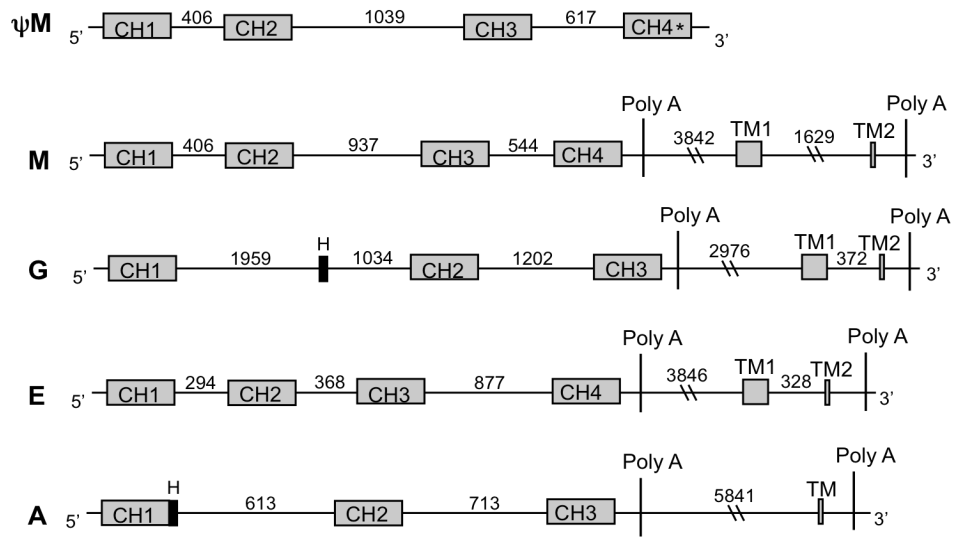 ψM 5' CH1 406 CH2 1039 CH3 617 CH4* 3'
Poly A Poly A
M 5' CH1 406 CH2 937 CH3 544 CH4 3842 TM1 1629 TM2 3'
Poly A Poly A
G 5' CH1 1959 H 1034 CH2 1202 CH3 2976 TM1 372 TM2 3'
Poly A Poly A
E 5' CH1 294 CH2 368 CH3 877 CH4 3846 TM1 328 TM2 3'
Poly A Poly A
A 5' CH1 H 613 CH2 713 CH3 5841 TM 3'